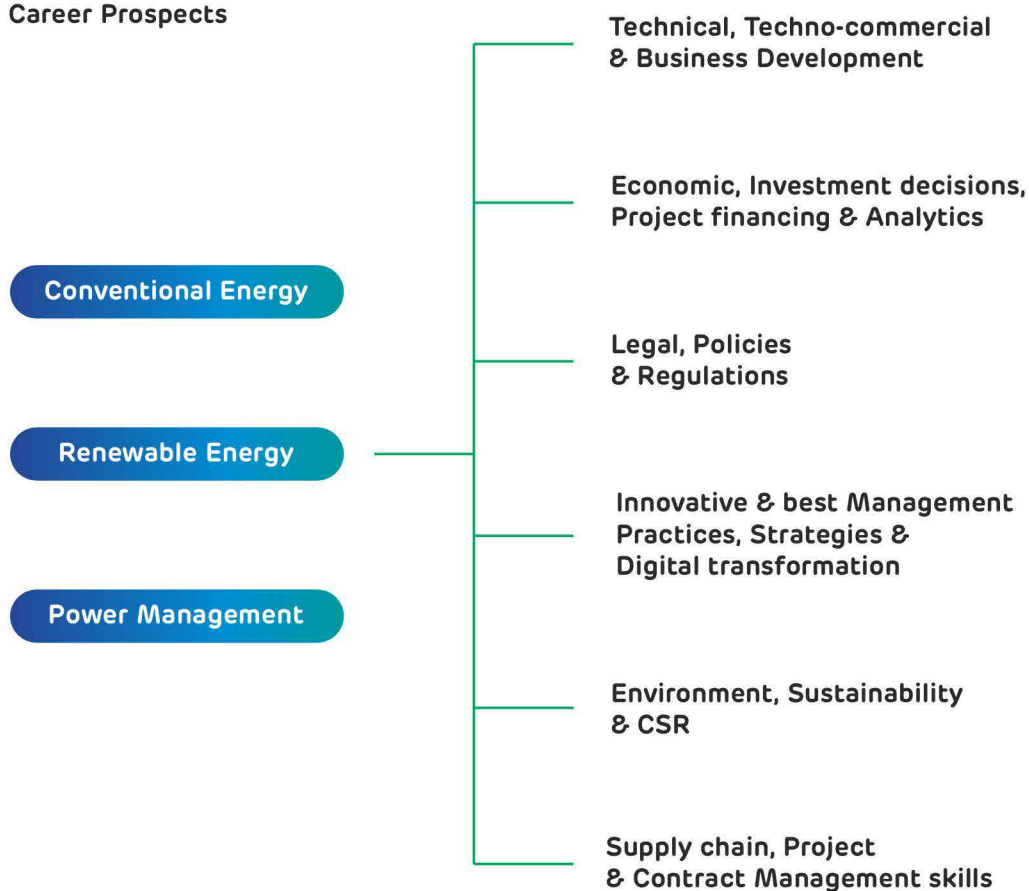 Career Prospects
Conventional Energy
Renewable Energy
Power Management
Technical, Techno-commercial
& Business Development
Economic, Investment decisions,
Project financing & Analytics
Legal, Policies
& Regulations
Innovative & best Management
Practices, Strategies &
Digital transformation
Environment, Sustainability
& CSR
Supply chain, Project
& Contract Management skills